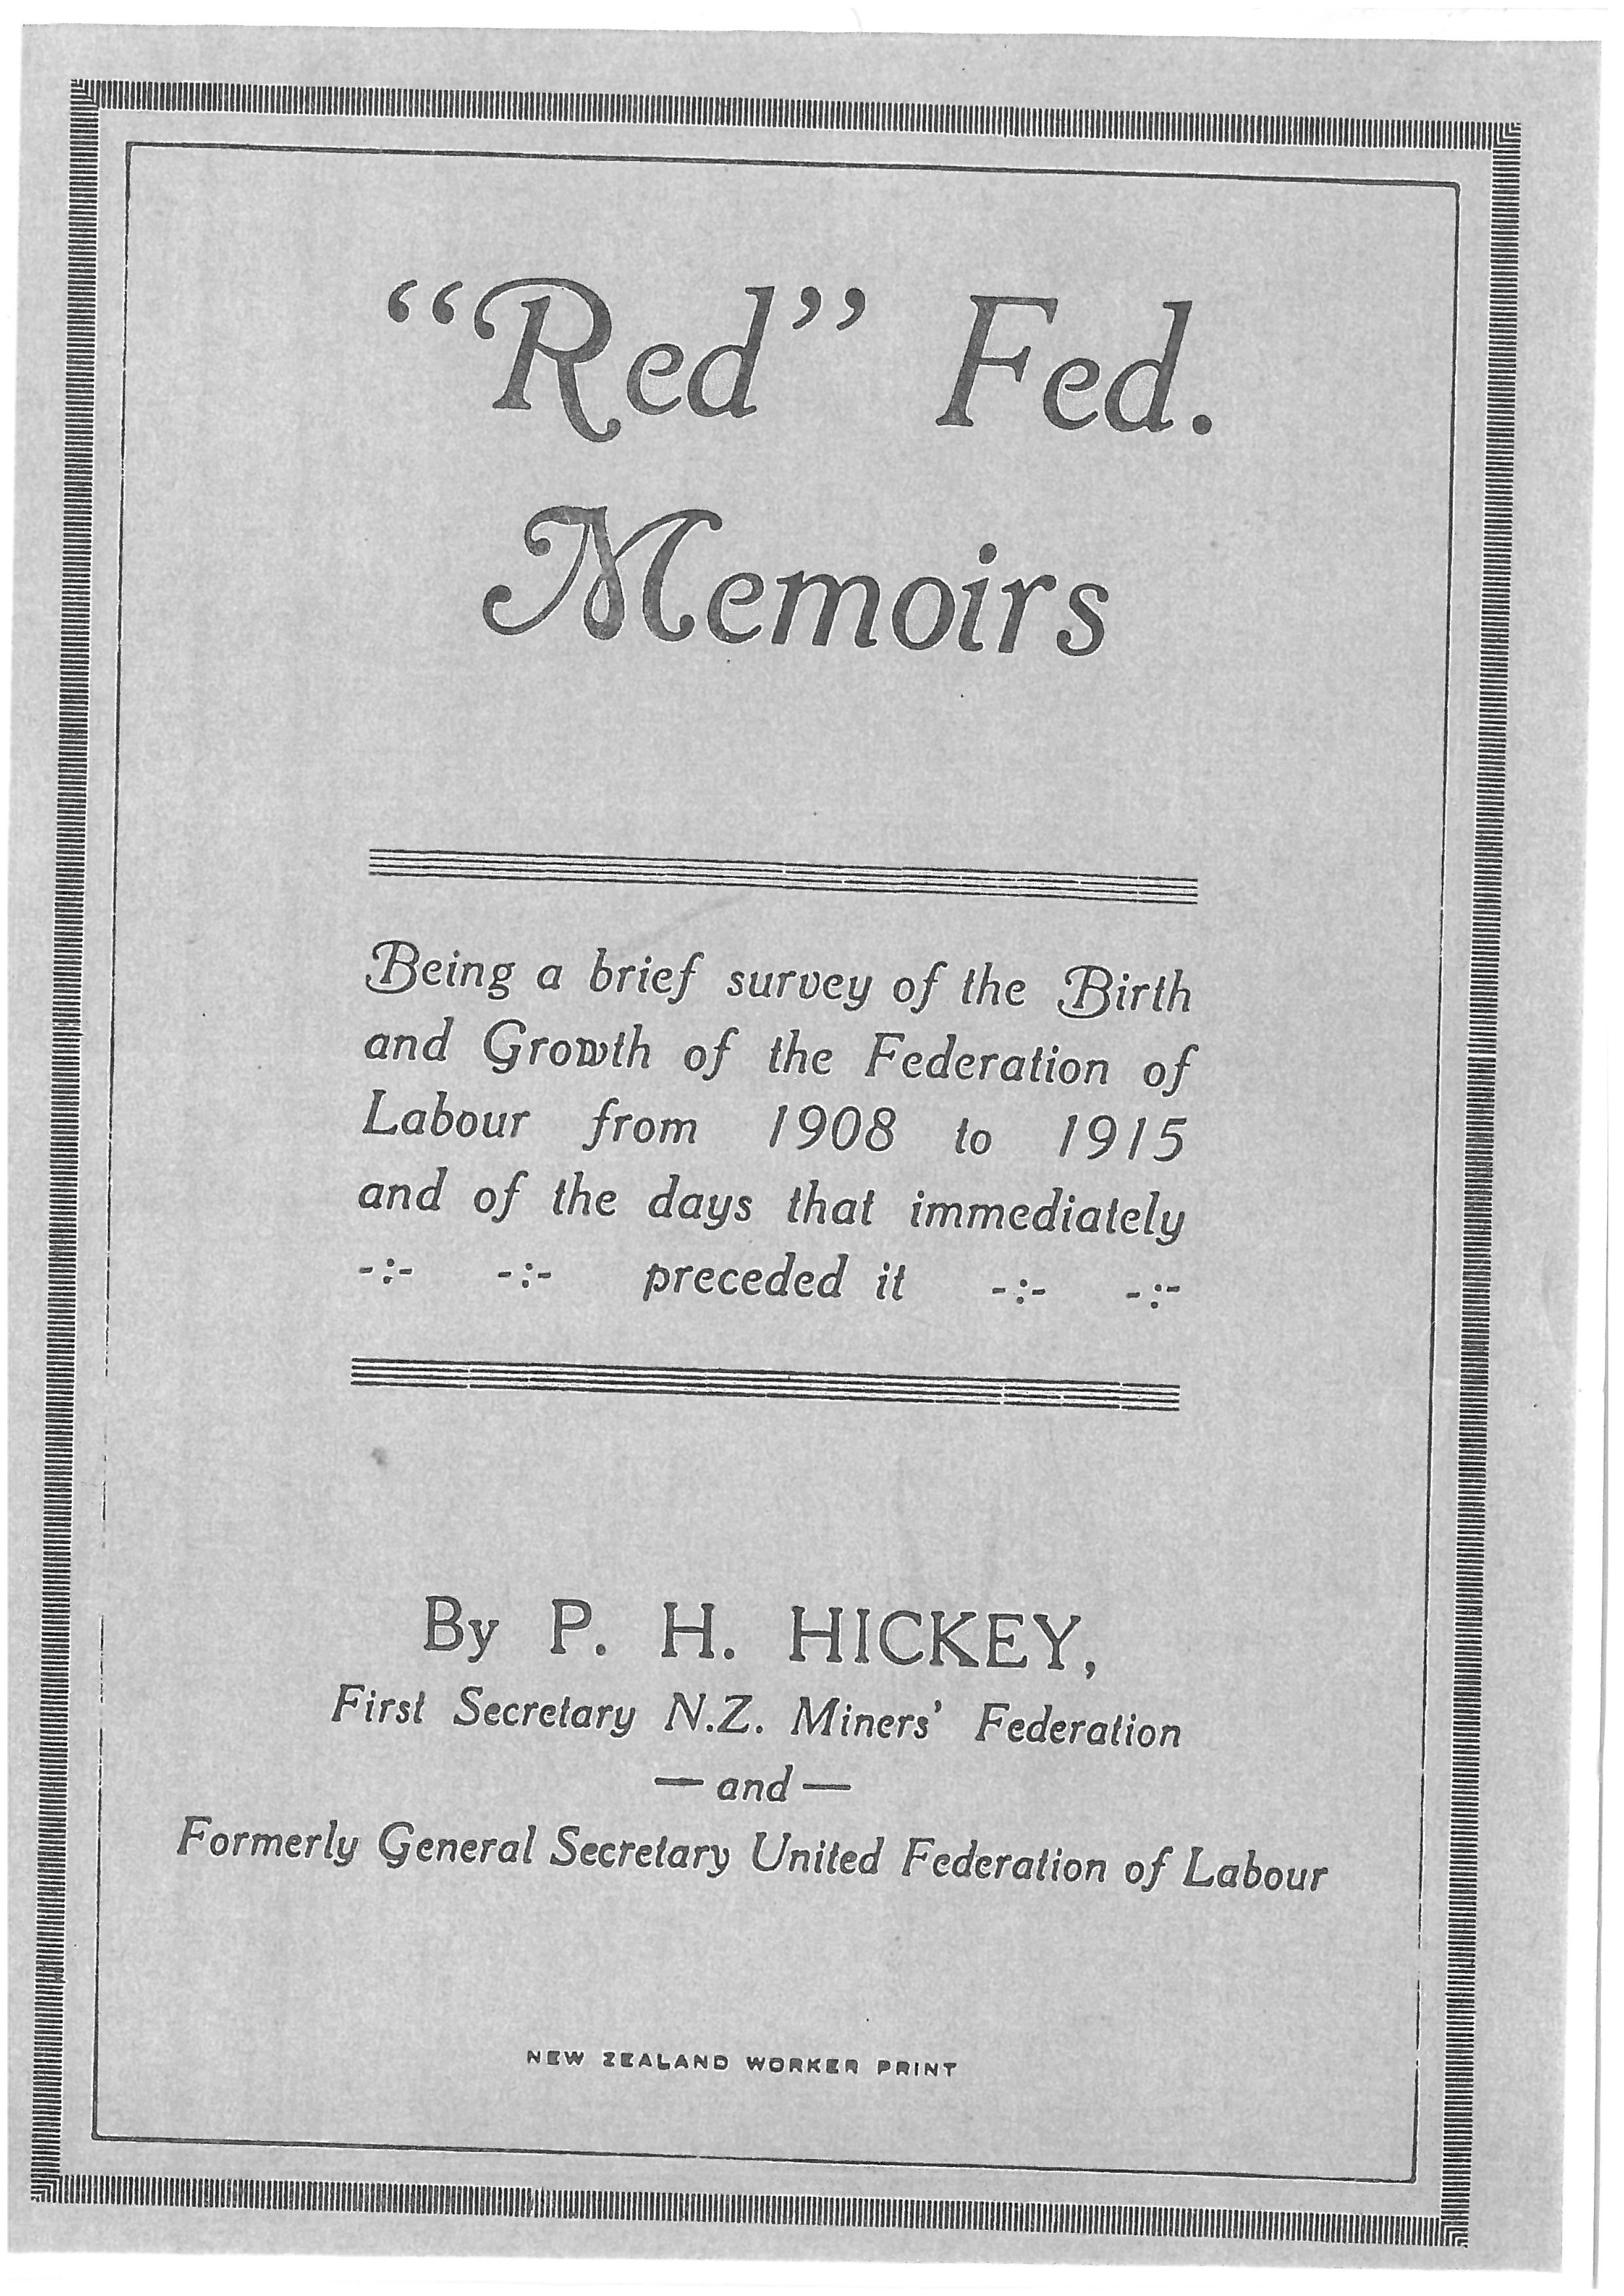 “Red” Fed.
Memoirs
Being a brief survey of the Birth
and Growth of the Federation of
Labour from 1908 to 1915
and of the days that immediately
-:- -:- preceded it -:- -:-
By P. H. HICKEY,
First Secretary N.Z. Miners’ Federation
— and —
Formerly General Secretary United Federation of Labour
NEW ZEALAND WORKER PRINT